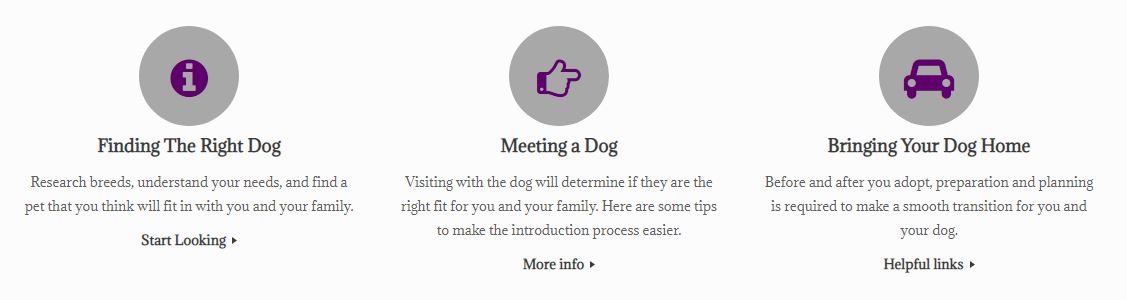 Finding The Right Dog
Research breeds, understand your needs, and find a
pet that you think will fit in with you and your family.
Start Looking
Meeting a Dog
Visiting with the dog will determine if they are the
right fit for you and your family. Here are some tips
to make the introduction process easier.
More info
Bringing Your Dog Home
Before and after you adopt, preparation and planning
is required to make a smooth transition for you and
your dog.
Helpful links